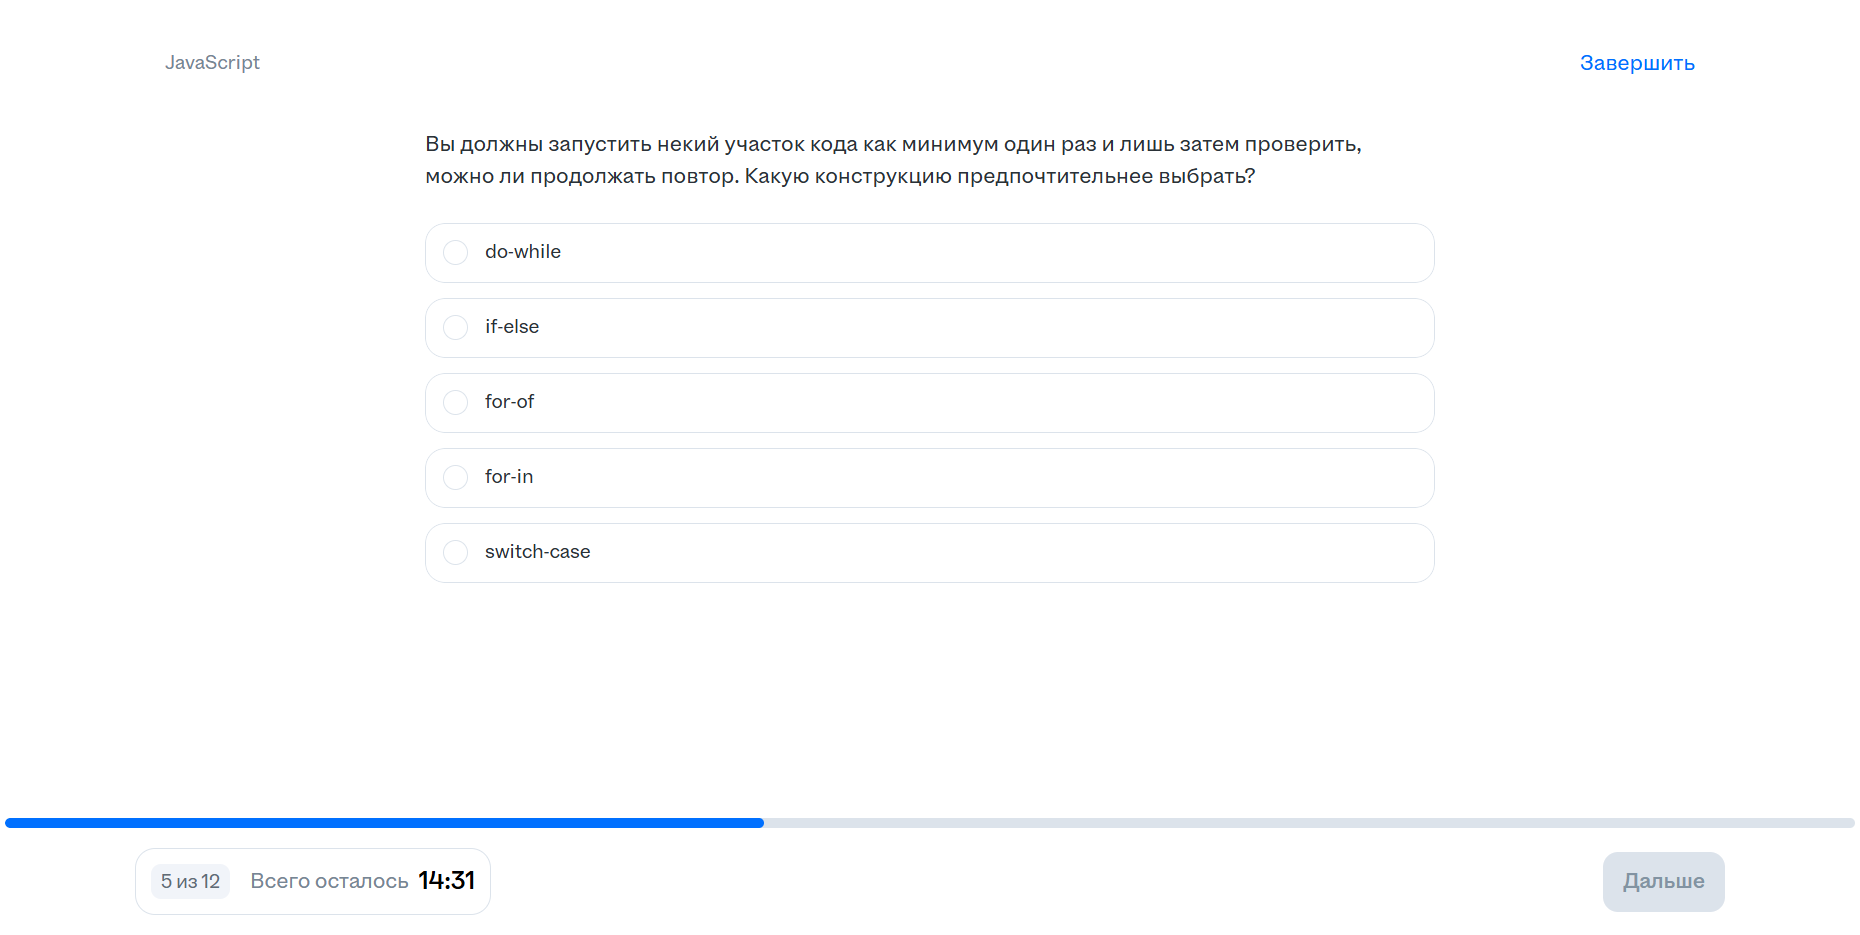 JavaScript
Завершить
Вы должны запустить некий участок кода как минимум один раз и лишь затем проверить,
можно ли продолжать повтор. Какую конструкцию предпочтительнее выбрать?
do-while
if-else
for-of
for-in
switch-case
5 из 12 Всего осталось 14:31
Дальше